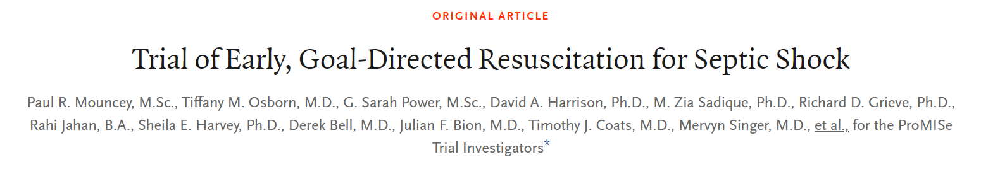 ORIGINAL ARTICLE
Trial of Early, Goal-Directed Resuscitation for Septic Shock
Paul R. Mouncey, M.Sc., Tiffany M. Osborn, M.D., G. Sarah Power, M.Sc., David A. Harrison, Ph.D., M. Zia Sadique, Ph.D., Richard D. Grieve, Ph.D.,
Rahi Jahan, B.A., Sheila E. Harvey, Ph.D., Derek Bell, M.D., Julian F. Bion, M.D., Timothy J. Coats, M.D., Mervyn Singer, M.D., et al., for the ProMISe
Trial Investigators*